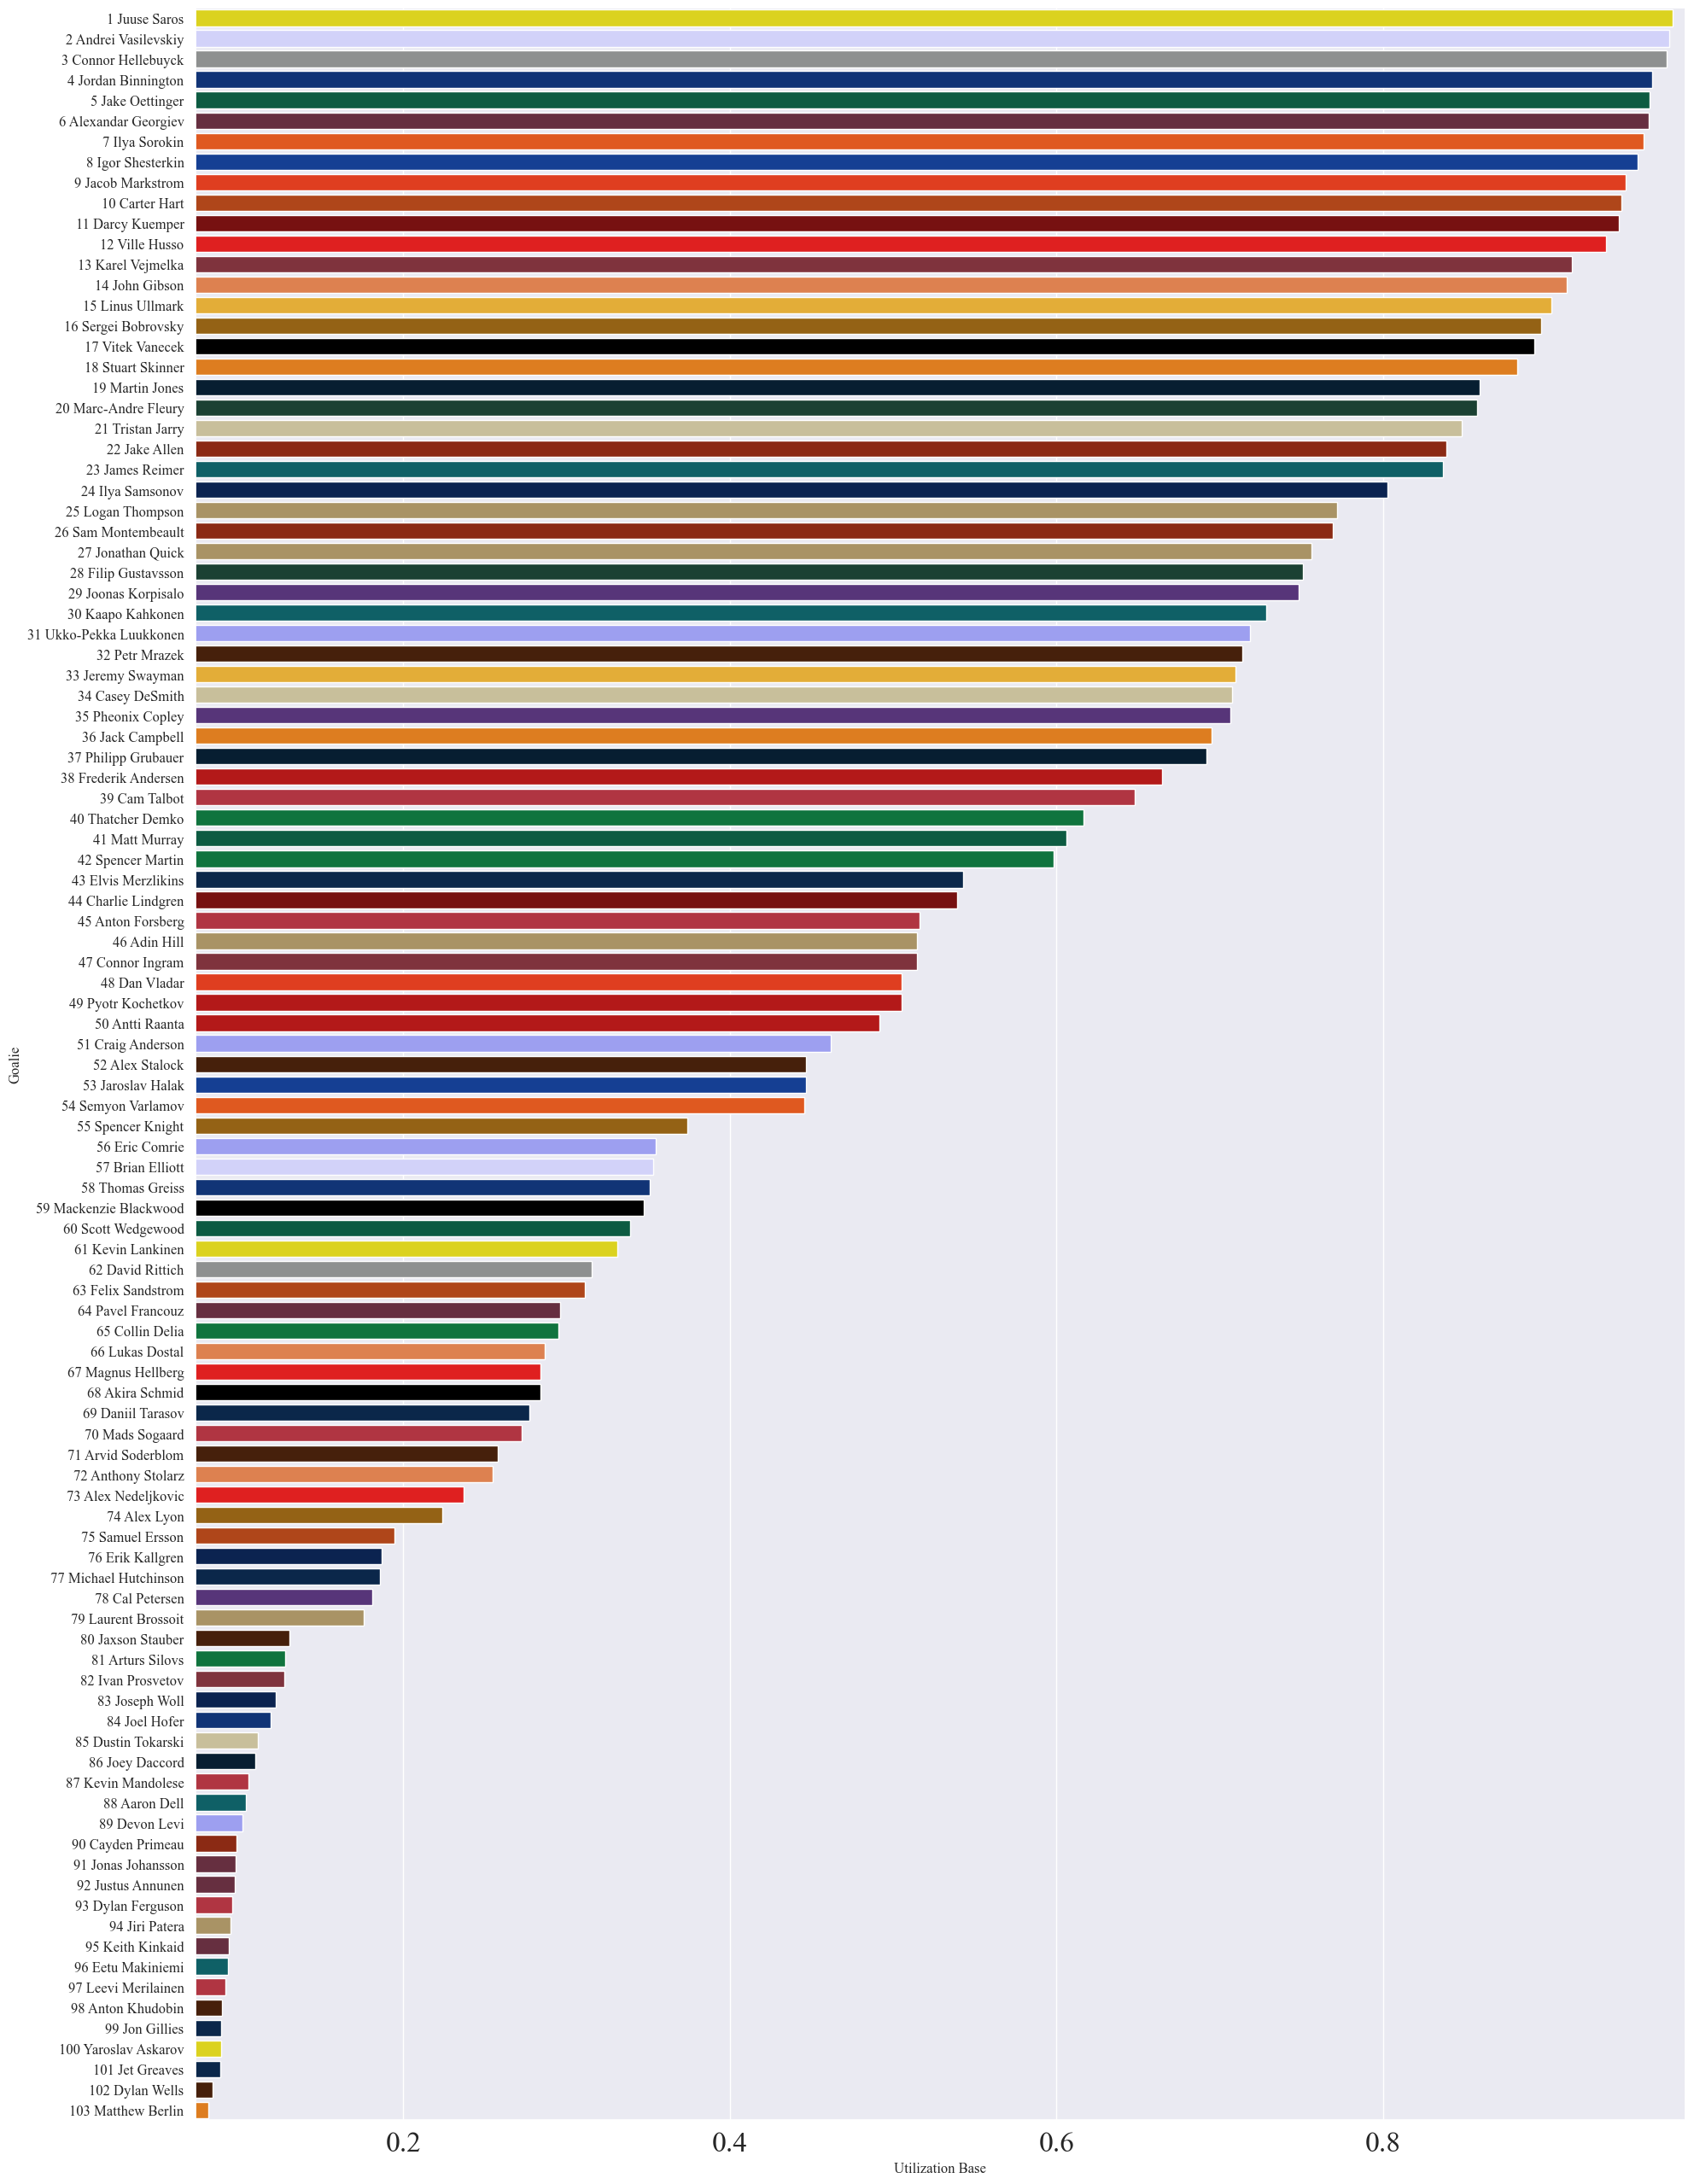 1 Juuse Saros
2 Andrei Vasilevskiy
3 Connor Hellebuyck
4 Jordan Binnington
5 Jake Oettinger
6 Alexandar Georgiev
7 Ilya Sorokin
8 Igor Shesterkin
9 Jacob Markstrom
10 Carter Hart
11 Darcy Kuemper
12 Ville Husso
13 Karel Vejmelka
14 John Gibson
15 Linus Ullmark
16 Sergei Bobrovsky
17 Vitek Vanecek
18 Stuart Skinner
19 Martin Jones
20 Marc-Andre Fleury
21 Tristan Jarry
22 Jake Allen
23 James Reimer
24 Ilya Samsonov
25 Logan Thompson
26 Sam Montembeault
27 Jonathan Quick
28 Filip Gustavsson
29 Joonas Korpisalo
30 Kaapo Kahkonen
31 Ukko-Pekka Luukkonen
32 Petr Mrazek
33 Jeremy Swayman
34 Casey DeSmith
35 Pheonix Copley
36 Jack Campbell
37 Philipp Grubauer
38 Frederik Andersen
39 Cam Talbot
40 Thatcher Demko
41 Matt Murray
42 Spencer Martin
43 Elvis Merzlikins
44 Charlie Lindgren
45 Anton Forsberg
46 Adin Hill
47 Connor Ingram
48 Dan Vladar
49 Pyotr Kochetkov
50 Antti Raanta
51 Craig Anderson
52 Alex Stalock
53 Jaroslav Halak
54 Semyon Varlamov
55 Spencer Knight
56 Eric Comrie
57 Brian Elliott
58 Thomas Greiss
59 Mackenzie Blackwood
60 Scott Wedgewood
61 Kevin Lankinen
62 David Rittich
63 Felix Sandstrom
64 Pavel Francouz
65 Collin Delia
66 Lukas Dostal
67 Magnus Hellberg
68 Akira Schmid
69 Daniil Tarasov
70 Mads Sogaard
71 Arvid Soderblom
72 Anthony Stolarz
73 Alex Nedeljkovic
74 Alex Lyon
75 Samuel Ersson
76 Erik Kallgren
77 Michael Hutchinson
78 Cal Petersen
79 Laurent Brossoit
80 Jaxson Stauber
81 Arturs Silovs
82 Ivan Prosvetov
83 Joseph Woll
84 Joel Hofer
85 Dustin Tokarski
86 Joey Daccord
87 Kevin Mandolese
88 Aaron Dell
89 Devon Levi
90 Cayden Primeau
91 Jonas Johansson
92 Justus Annunen
93 Dylan Ferguson
94 Jiri Patera
95 Keith Kinkaid
96 Eetu Makiniemi
97 Leevi Merilainen
98 Anton Khudobin
99 Jon Gillies
100 Yaroslav Askarov
101 Jet Greaves
102 Dylan Wells
103 Matthew Berlin
Goalie
0.2 0.4 0.6 0.8
Utilization Base